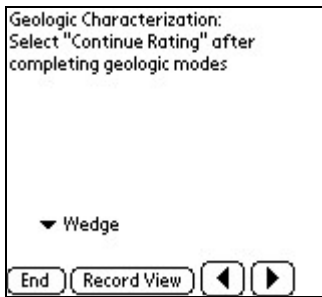 Geologic Characterization:
Select "Continue Rating" after
completing geologic modes
Wedge
End Record View